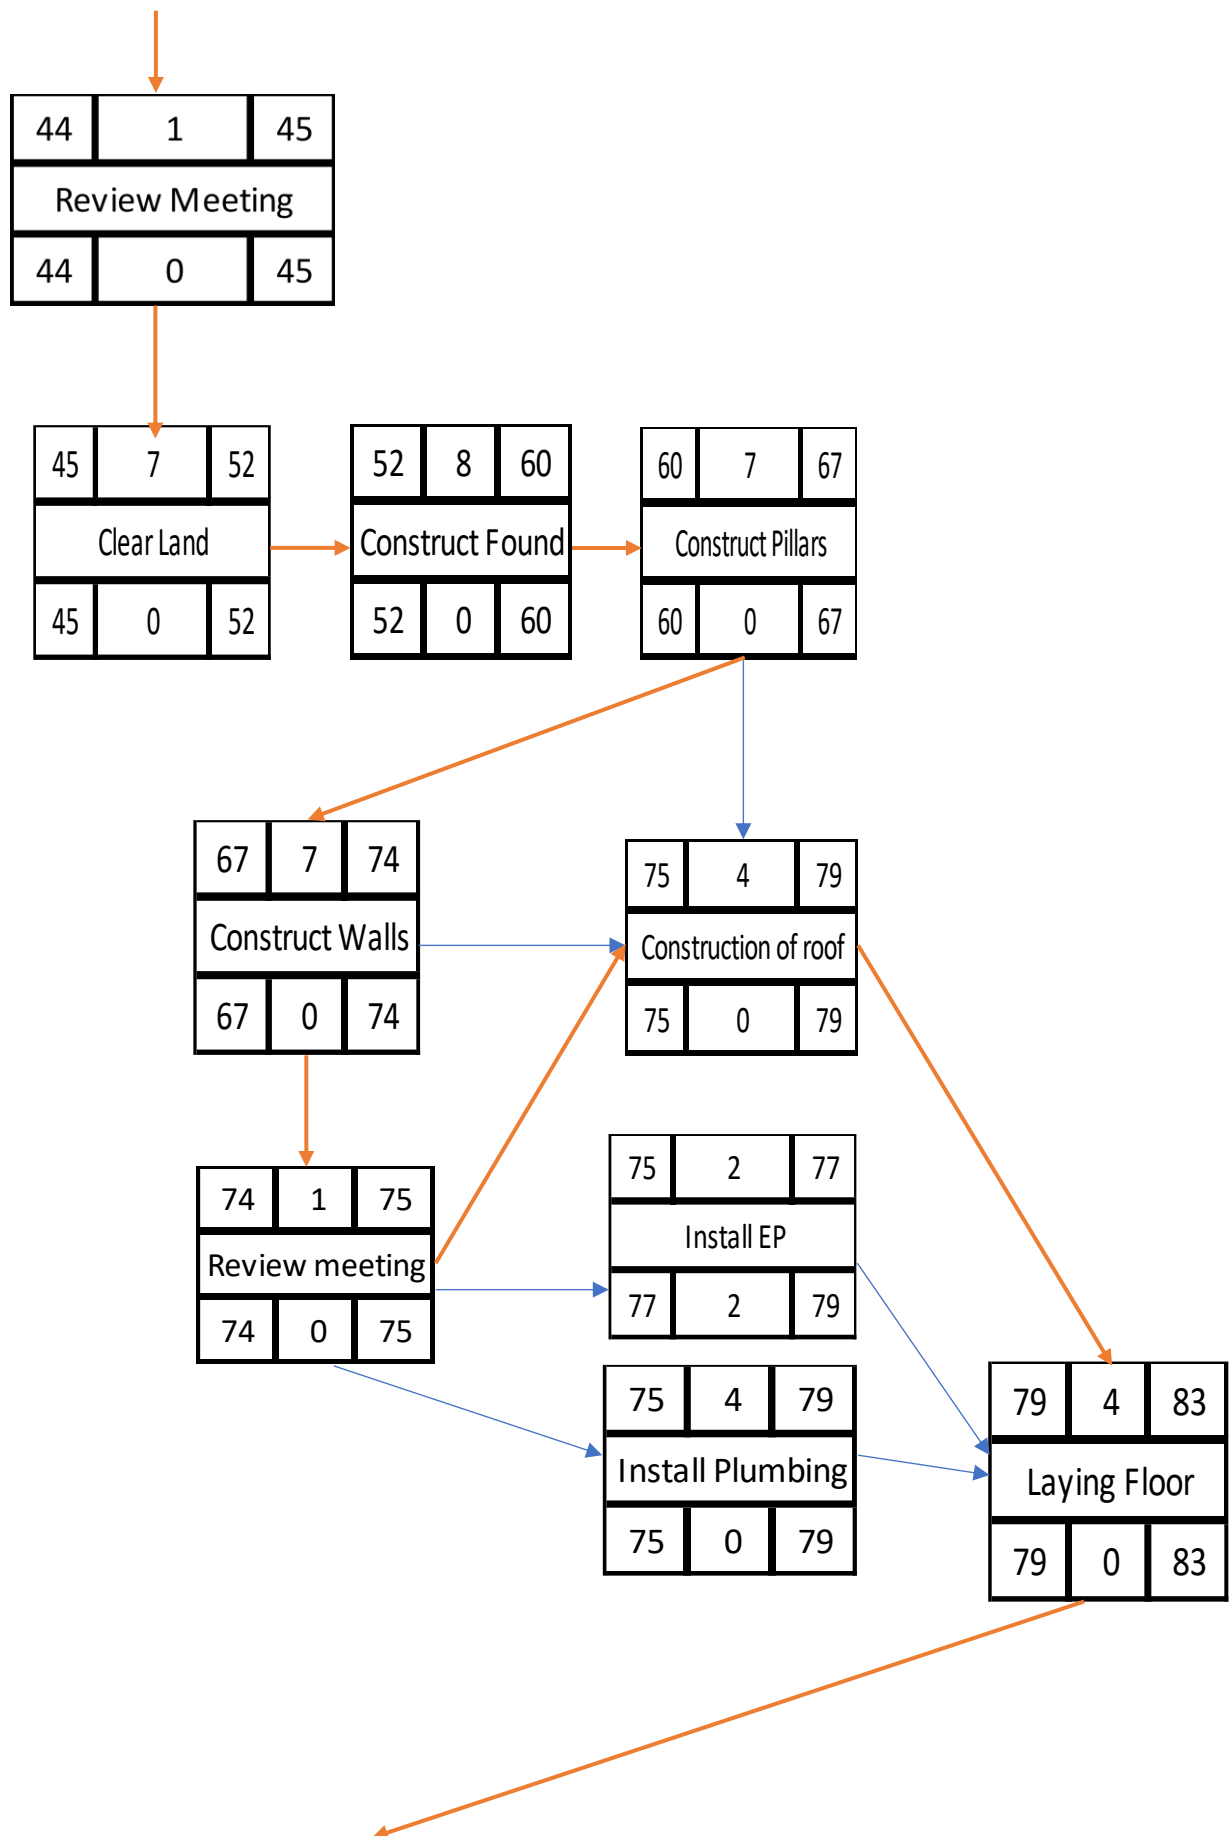 44 1 45
Review Meeting
44 0 45
45 7 52
Clear Land
45 0 52
52 8 60
Construct Found
52 0 60
60 7 67
Construct Pillars
60 0 67
67 7 74
Construct Walls
67 0 74
75 4 79
Construction of roof
75 0 79
74 1 75
Review meeting
74 0 75
75 2 77
Install EP
77 2 79
75 4 79
Install Plumbing
75 0 79
79 4 83
Laying Floor
79 0 83